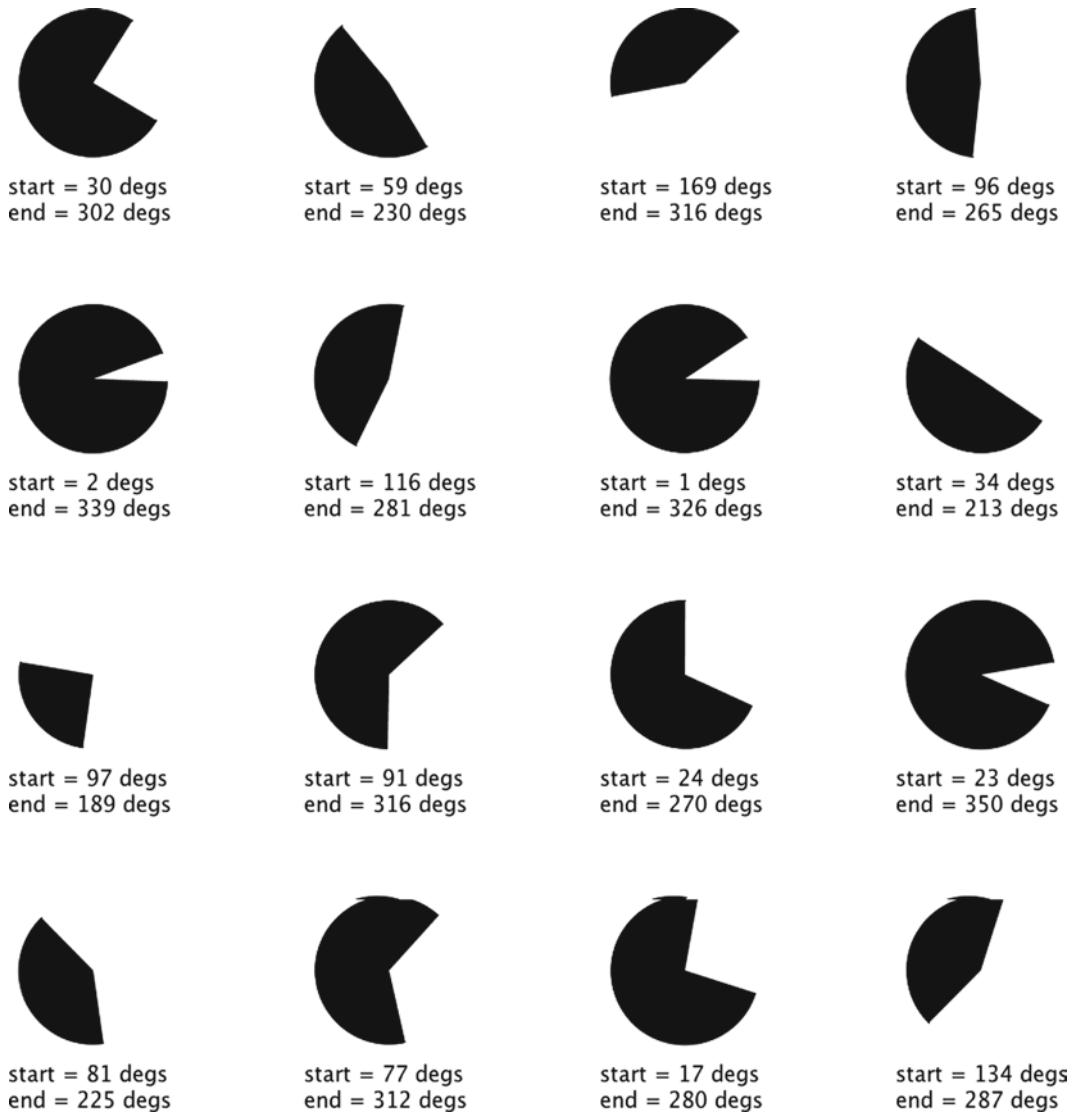 start = 30 degs
end = 302 degs
start = 59 degs
end = 230 degs
start = 169 degs
end = 316 degs
start = 96 degs
end = 265 degs
start = 2 degs
end = 339 degs
start = 116 degs
end = 281 degs
start = 1 degs
end = 326 degs
start = 34 degs
end = 213 degs
start = 97 degs
end = 189 degs
start = 91 degs
end = 316 degs
start = 24 degs
end = 270 degs
start = 23 degs
end = 350 degs
start = 81 degs
end = 225 degs
start = 77 degs
end = 312 degs
start = 17 degs
end = 280 degs
start = 134 degs
end = 287 degs